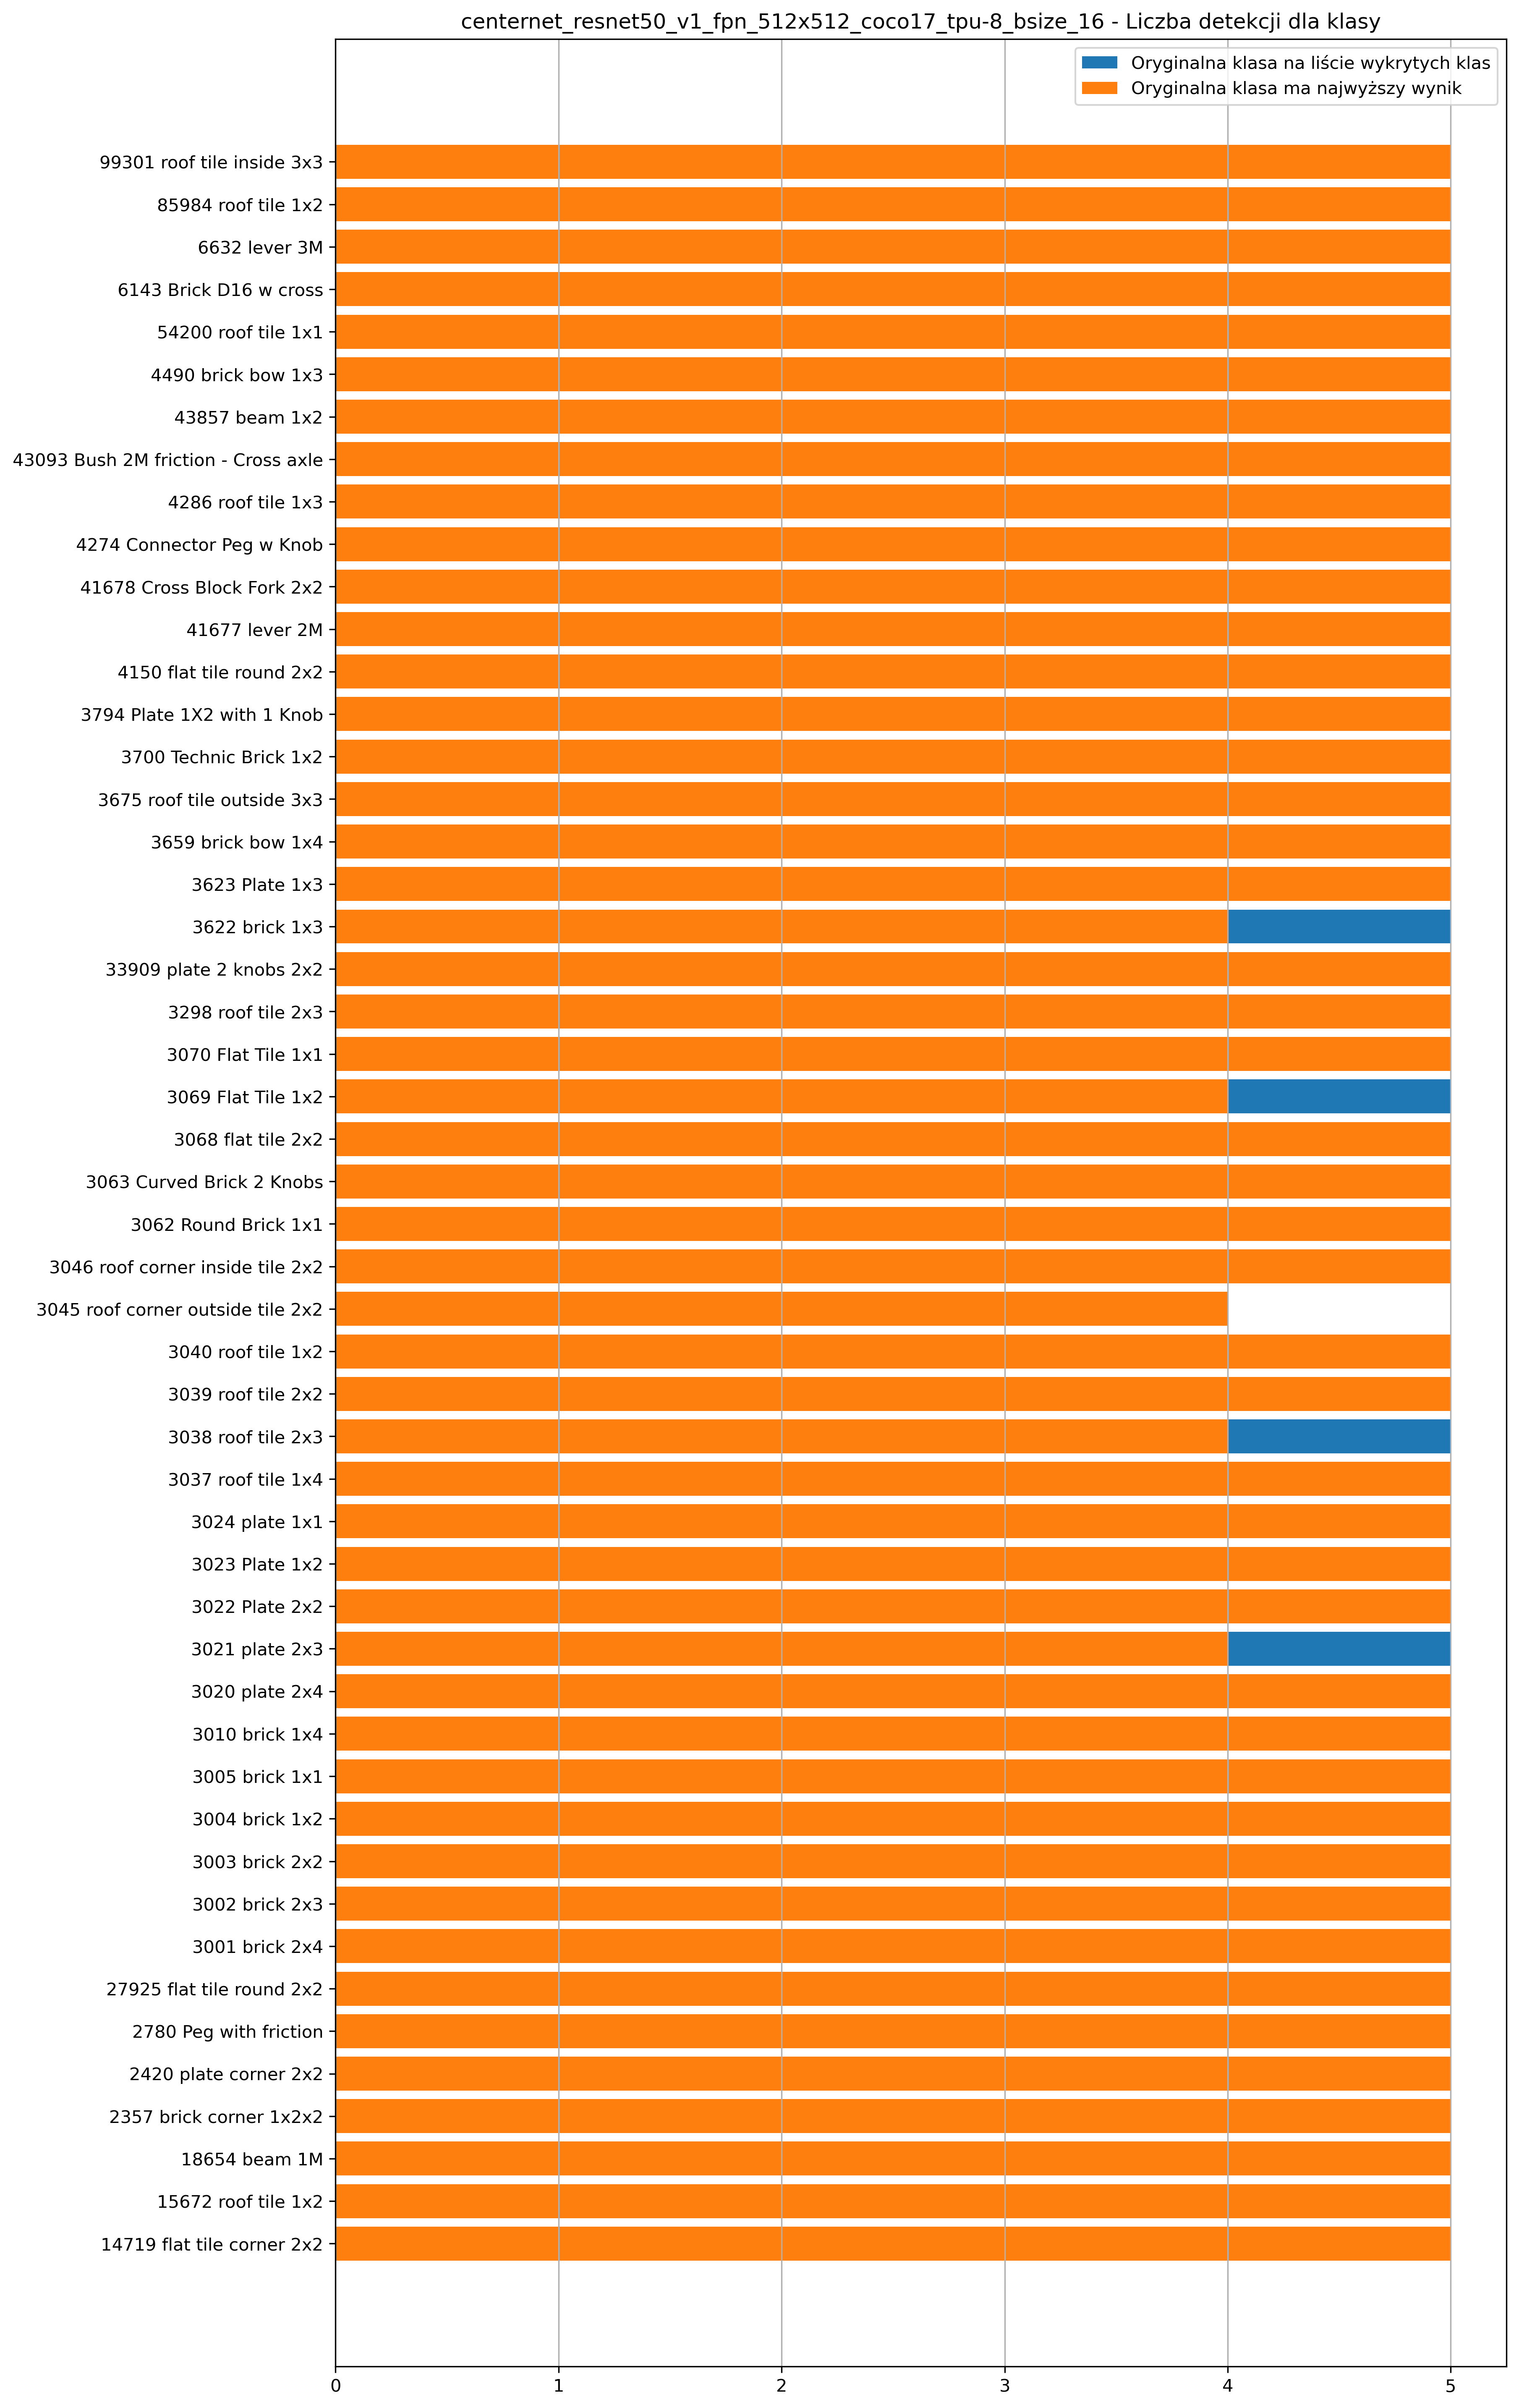 centernet_resnet50_v1_fpn_512x512_coco17_tpu-8_bsize_16 - Liczba detekcji dla klasy
Oryginalna klasa na liście wykrytych klas
Oryginalna klasa ma najwyższy wynik
99301 roof tile inside 3x3
85984 roof tile 1x2
6632 lever 3M
6143 Brick D16 w cross
54200 roof tile 1x1
4490 brick bow 1x3
43857 beam 1x2
43093 Bush 2M friction - Cross axle
4286 roof tile 1x3
4274 Connector Peg w Knob
41678 Cross Block Fork 2x2
41677 lever 2M
4150 flat tile round 2x2
3794 Plate 1X2 with 1 Knob
3700 Technic Brick 1x2
3675 roof tile outside 3x3
3659 brick bow 1x4
3623 Plate 1x3
3622 brick 1x3
33909 plate 2 knobs 2x2
3298 roof tile 2x3
3070 Flat Tile 1x1
3069 Flat Tile 1x2
3068 flat tile 2x2
3063 Curved Brick 2 Knobs
3062 Round Brick 1x1
3046 roof corner inside tile 2x2
3045 roof corner outside tile 2x2
3040 roof tile 1x2
3039 roof tile 2x2
3038 roof tile 2x3
3037 roof tile 1x4
3024 plate 1x1
3023 Plate 1x2
3022 Plate 2x2
3021 plate 2x3
3020 plate 2x4
3010 brick 1x4
3005 brick 1x1
3004 brick 1x2
3003 brick 2x2
3002 brick 2x3
3001 brick 2x4
27925 flat tile round 2x2
2780 Peg with friction
2420 plate corner 2x2
2357 brick corner 1x2x2
18654 beam 1M
15672 roof tile 1x2
14719 flat tile corner 2x2
0 1 2 3 4 5